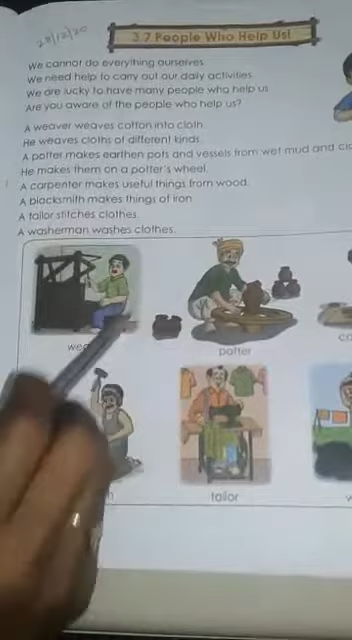 28/12/20
3.7 People Who Help Us!
We cannot do everything ourselves.
We need help to carry out our daily activities.
We are lucky to have many people who help us
Are you aware of the people who help us?
A weaver weaves cotton into cloth.
He weaves cloths of different kinds.
A potter makes earthen pots and vessels from wet mud and
He makes them on a potter's wheel.
A carpenter makes useful things from wood.
A blacksmith makes things of iron
A tailor stitches clothes.
A washerman washes clothes.
potter
tailor